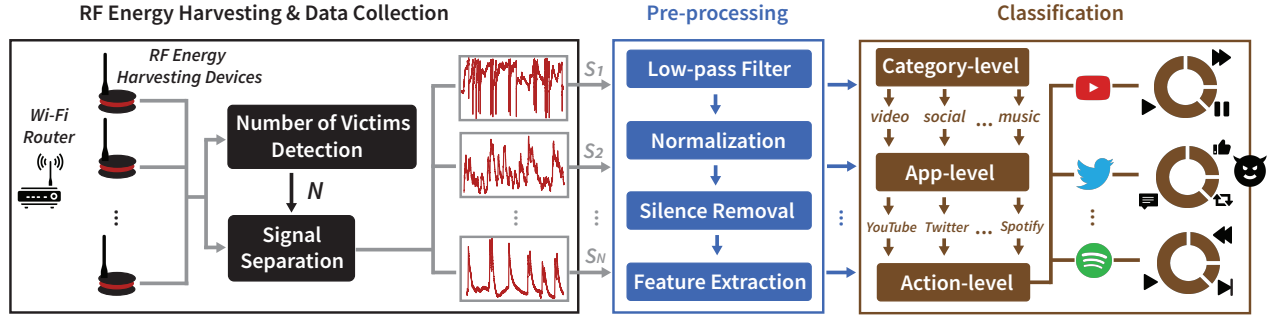 RF Energy Harvesting & Data Collection
Pre-processing
Classification
RF Energy
Harvesting Devices
Wi-Fi
Router
...
Number of Victims
Detection
N
Signal
Separation
S1
S2
...
...
SN
Low-pass Filter
Normalization
Silence Removal
Feature Extraction
...
Category-level
video social ... music
App-level
YouTube Twitter ... Spotify
Action-level
...